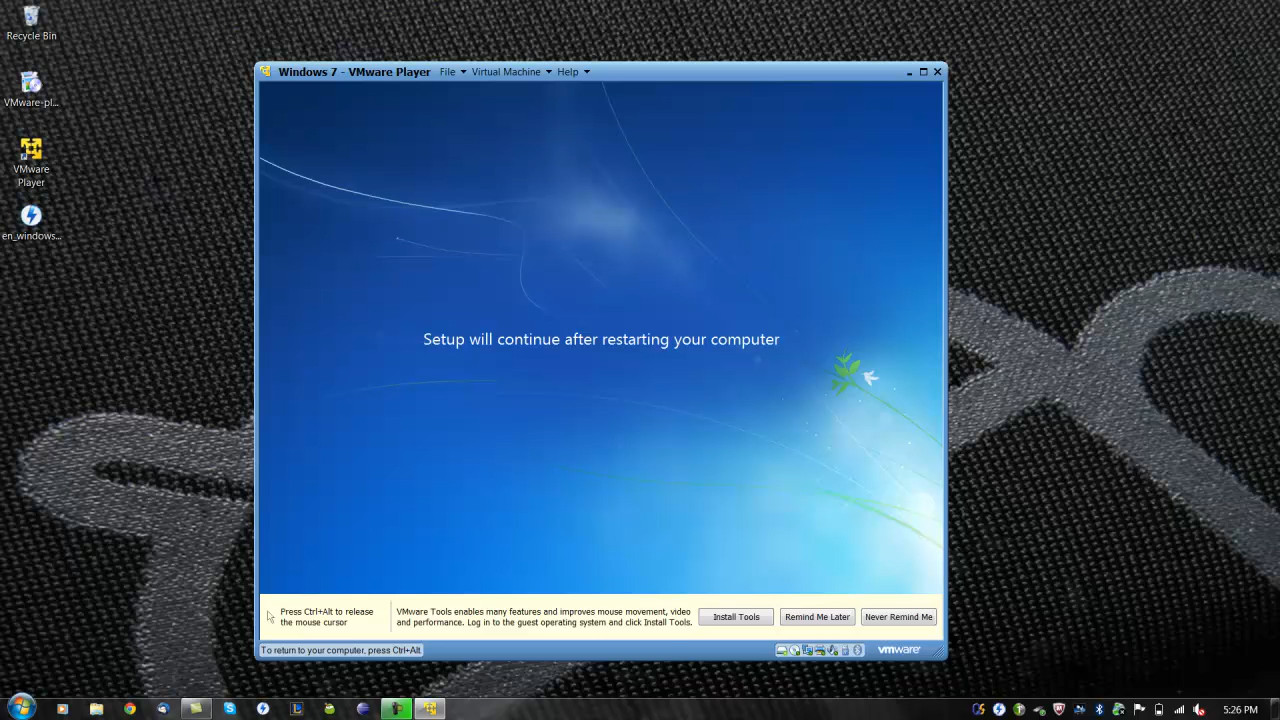 Recycle Bin
VMware-pl...
VMware
Player
en_windows...
Windows 7 - VMware Player File Virtual Machine Help
Setup will continue after restarting your computer
Press Ctrl+Alt to release
the mouse cursor
VMware Tools enables many features and improves mouse movement, video
and performance. Log in to the guest operating system and click Install Tools.
Install Tools Remind Me Later Never Remind Me
To return to your computer, press Ctrl+Alt.
vmware
5:26 PM